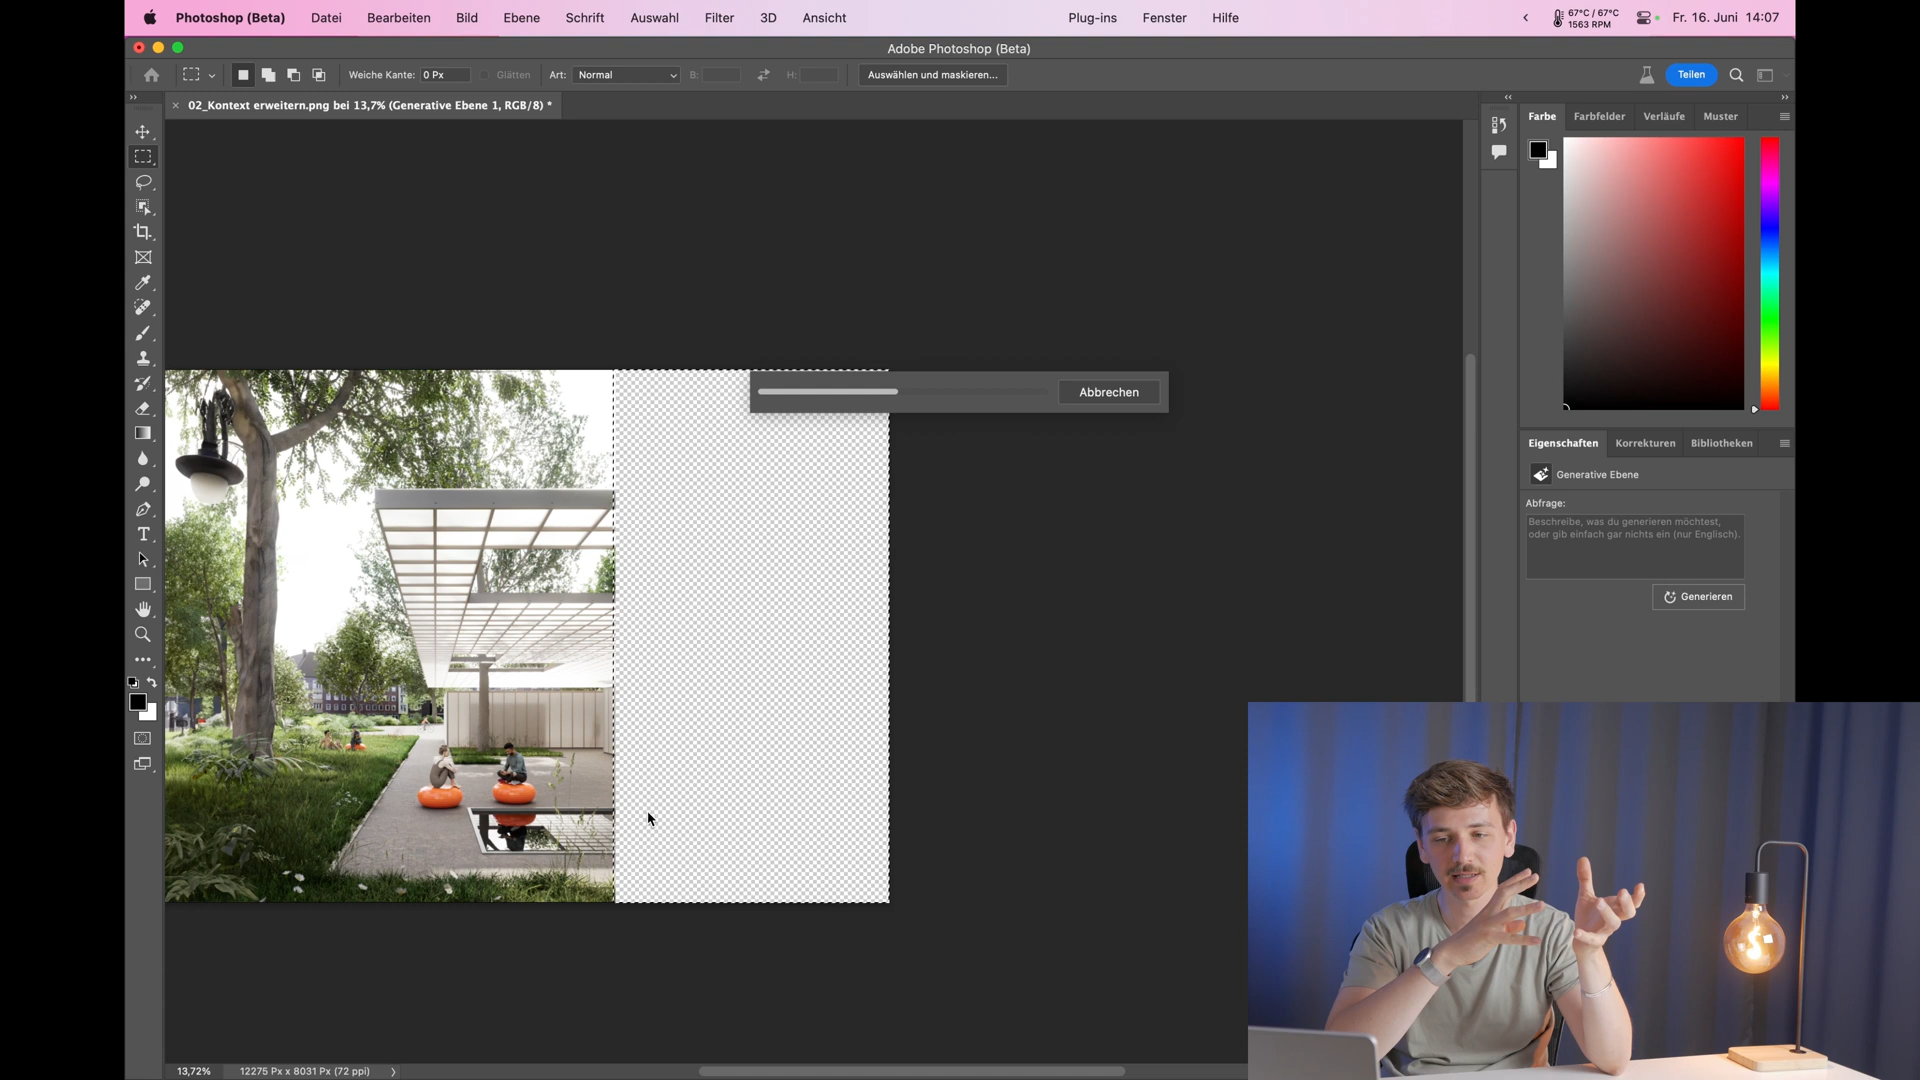 Photoshop (Beta) Datei Bearbeiten Bild Ebene Schrift Auswahl Filter 3D Ansicht Plug-ins Fenster Hilfe 67°C / 67°C Fr. 16. Juni 14:07
1563 RPM
Adobe Photoshop (Beta)
Weiche Kante: 0 Px Glätten Art: Normal B: H: Auswählen und maskieren... Teilen
02_Kontext erweitern.png bei 13,7% (Generative Ebene 1, RGB/8) *
Farbe Farbfelder Verläufe Muster
Abbrechen
Eigenschaften Korrekturen Bibliotheken
Generative Ebene
Abfrage:
Beschreibe, was du generieren möchtest,
oder gib einfach gar nichts ein (nur Englisch).
Generieren
13,72% 12275 Px x 8031 Px (72 ppi)